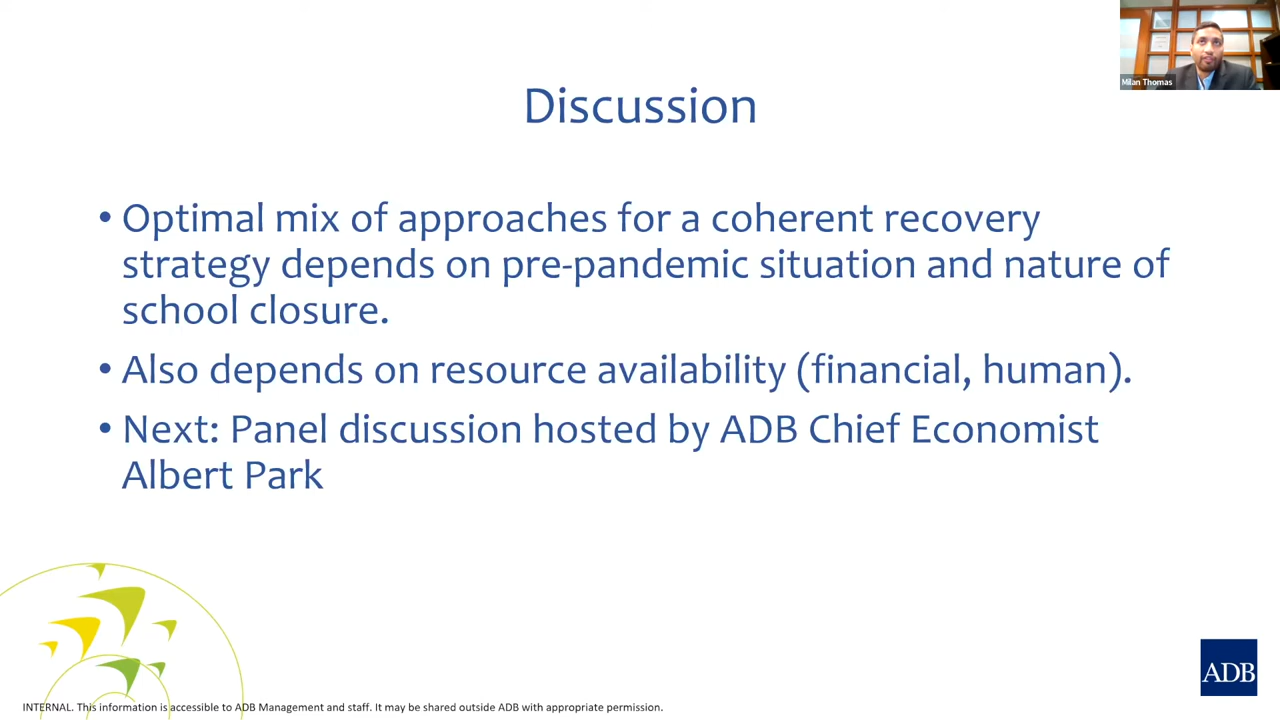 Milan Thomas
Discussion
• Optimal mix of approaches for a coherent recovery
strategy depends on pre-pandemic situation and nature of
school closure.
• Also depends on resource availability (financial, human).
• Next: Panel discussion hosted by ADB Chief Economist
Albert Park
ADB
INTERNAL. This information is accessible to ADB Management and staff. It may be shared outside ADB with appropriate permission.